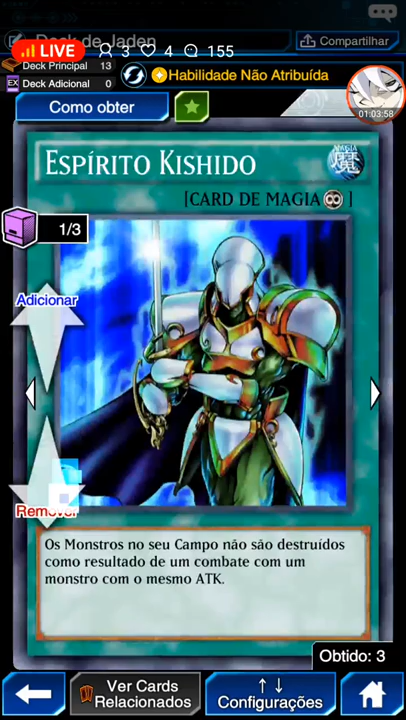 Deck de Jaden
Compartilhar
LIVE 3 4 155
Deck Principal 13
EX Deck Adicional 0
Habilidade Não Atribuída
01:03:58
Como obter
ESPÍRITO KISHIDO
MAGIA
魔
[CARD DE MAGIA ]
1/3
Adicionar
Remover
Os Monstros no seu Campo não são destruídos
como resultado de um combate com um
monstro com o mesmo ATK.
Obtido: 3
Ver Cards
Relacionados
Configurações